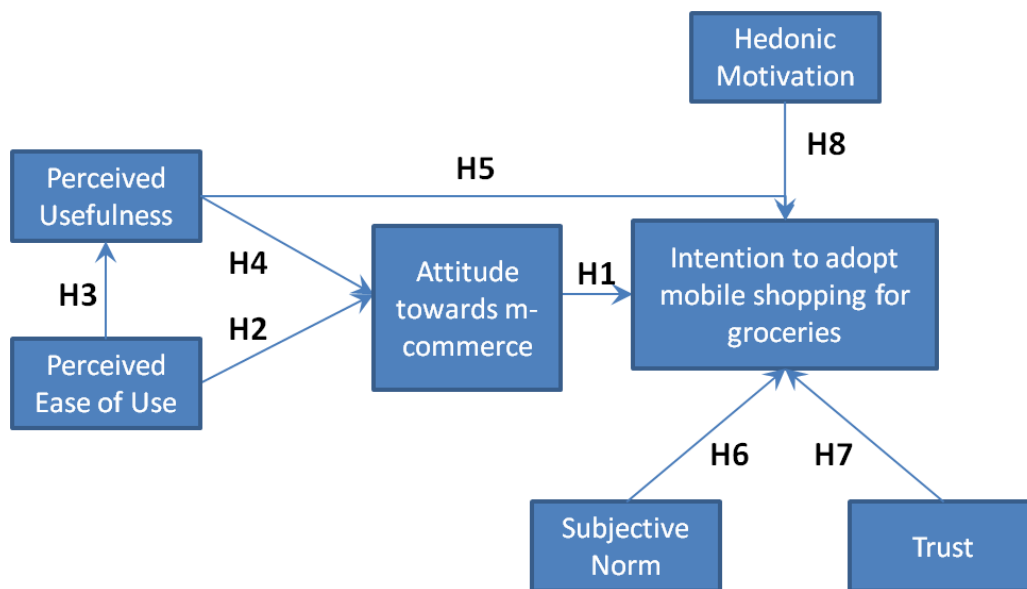 Hedonic
Motivation
H8
H5
Perceived
Usefulness
H4
H3
H2
Perceived
Ease of Use
Attitude
towards m-
commerce
H1
Intention to adopt
mobile shopping for
groceries
H6
H7
Subjective
Norm
Trust